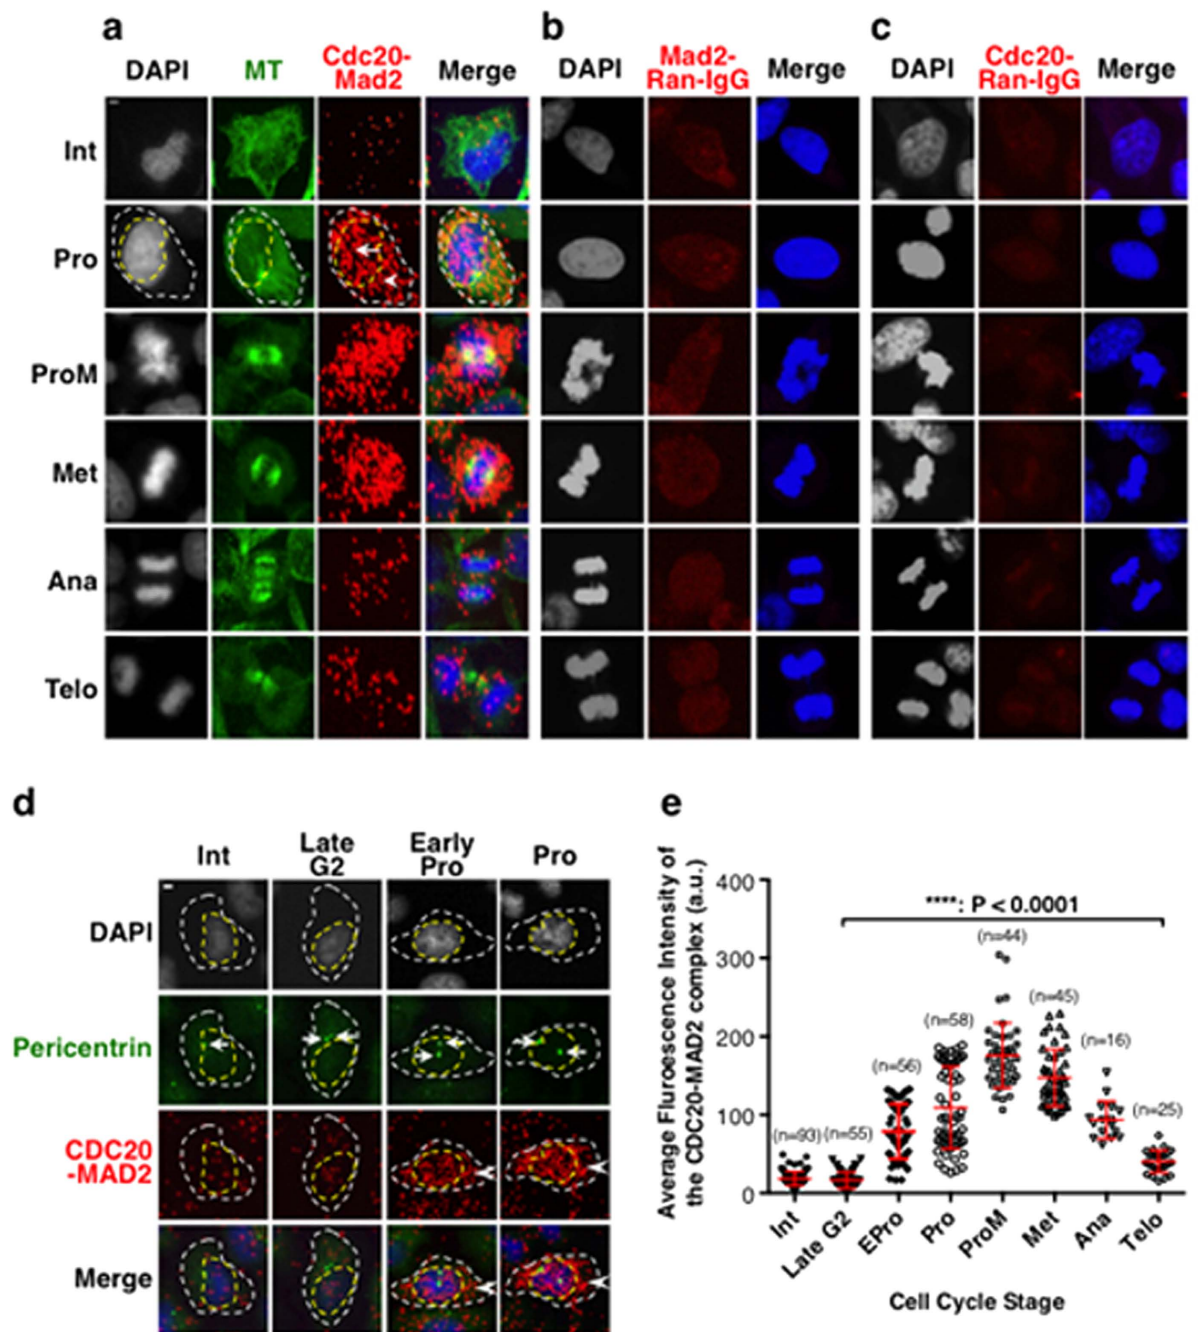 a
b
c
DAPI
MT
Cdc20-
Mad2
Merge
DAPI
Mad2-
Ran-IgG
Merge
DAPI
Cdc20-
Ran-IgG
Merge
Int
Pro
ProM
Met
Ana
Telo
d
Int
Late
G2
Early
Pro
Pro
DAPI
Pericentrin
CDC20
-MAD2
Merge
e
Average Fluroescence Intensity of
the CDC20-MAD2 complex (a.u.)
400
300
200
100
0
****: P < 0.0001
(n=93)
(n=55)
(n=56)
(n=58)
(n=44)
(n=45)
(n=16)
(n=25)
Int
Late G2
EPro
Pro
ProM
Met
Ana
Telo
Cell Cycle Stage